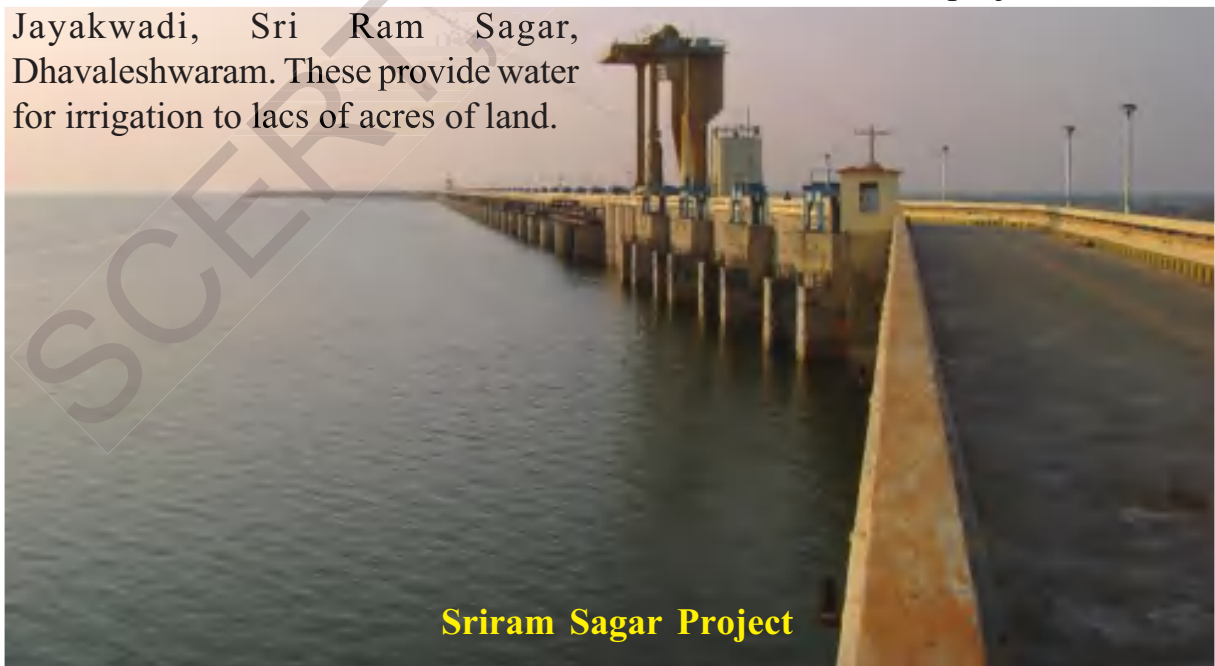 Jayakwadi, Sri Ram Sagar,
Dhavaleshwaram. These provide water
for irrigation to lacs of acres of land.
SCERT,
Sriram Sagar Project